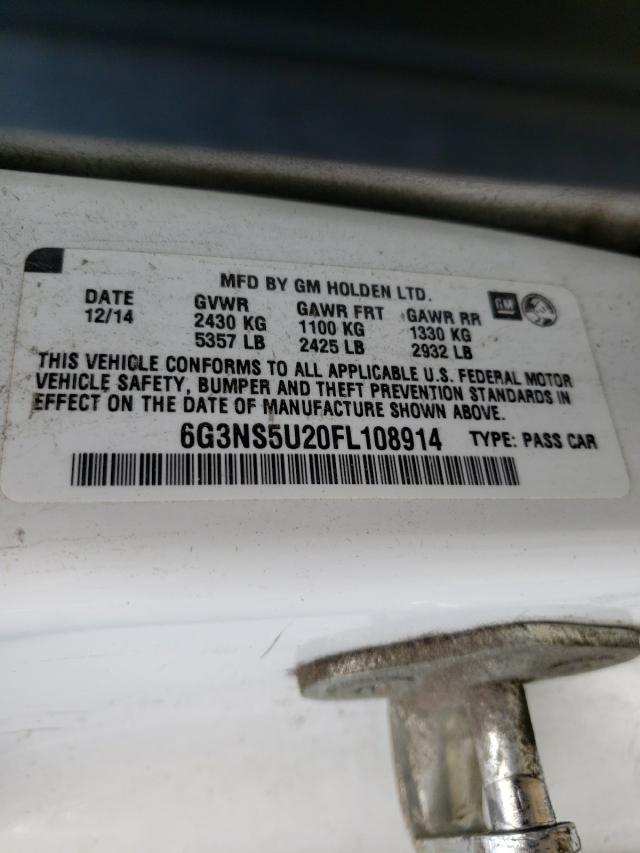 MFD BY GM HOLDEN LTD. GM
DATE GVWR GAWR FRT GAWR RR
12/14 2430 KG 1100 KG 1330 KG
5357 LB 2425 LB 2932 LB
THIS VEHICLE CONFORMS TO ALL APPLICABLE U.S. FEDERAL MOTOR
VEHICLE SAFETY, BUMPER AND THEFT PREVENTION STANDARDS IN
EFFECT ON THE DATE OF MANUFACTURE SHOWN ABOVE.
6G3NS5U20FL108914 TYPE: PASS CAR